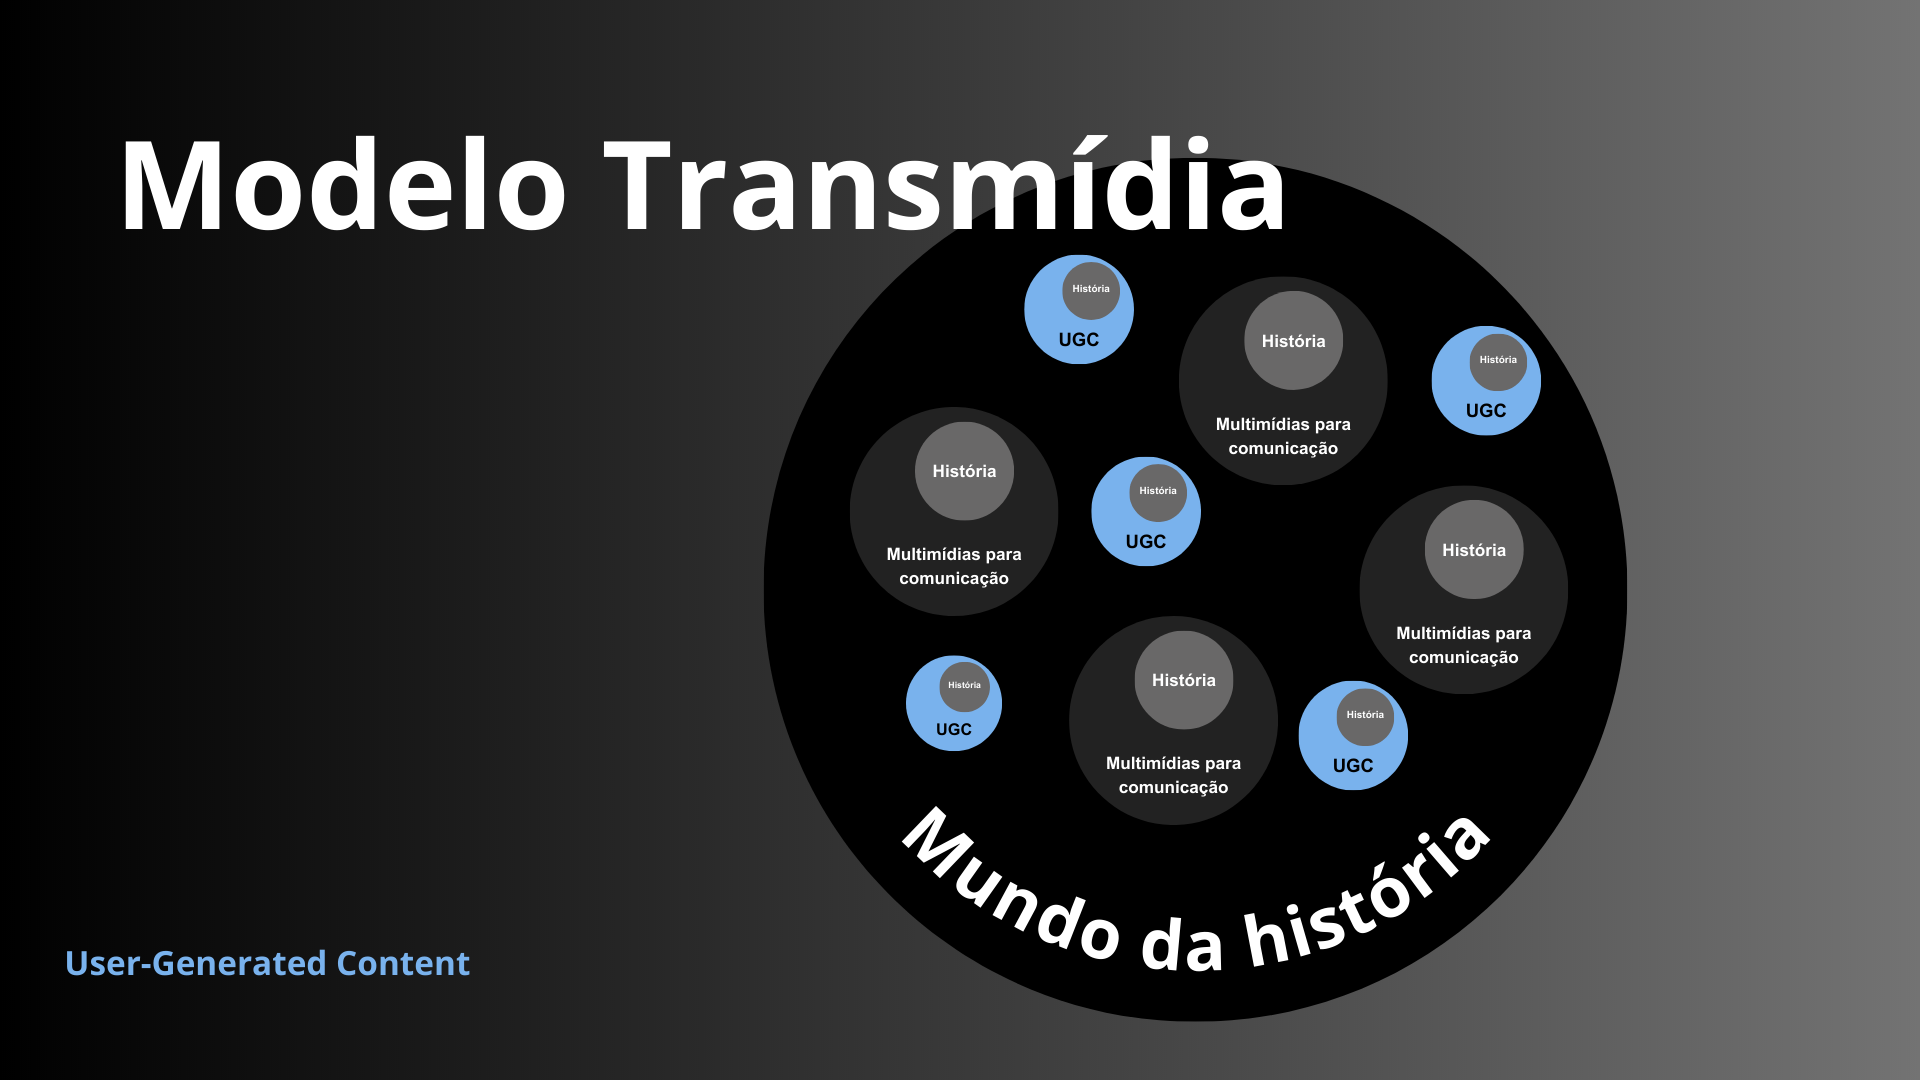 Modelo Transmídia
História
UGC
História
Multimídias para
comunicação
História
UGC
História
Multimídias para
comunicação
História
UGC
História
Multimídias para
comunicação
História
UGC
História
Multimídias para
comunicação
História
UGC
Mundo da história
User-Generated Content